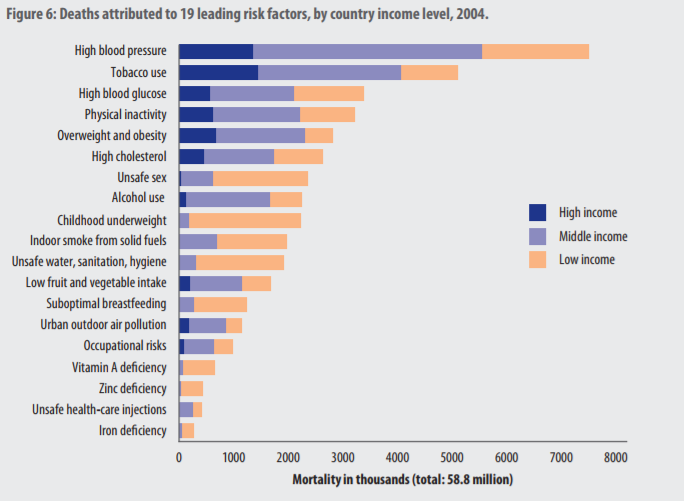 Figure 6: Deaths attributed to 19 leading risk factors, by country income level, 2004.
High blood pressure
Tobacco use
High blood glucose
Physical inactivity
Overweight and obesity
High cholesterol
Unsafe sex
Alcohol use
Childhood underweight
Indoor smoke from solid fuels
Unsafe water, sanitation, hygiene
Low fruit and vegetable intake
Suboptimal breastfeeding
Urban outdoor air pollution
Occupational risks
Vitamin A deficiency
Zinc deficiency
Unsafe health-care injections
Iron deficiency
High income
Middle income
Low income
0 1000 2000 3000 4000 5000 6000 7000 8000
Mortality in thousands (total: 58.8 million)